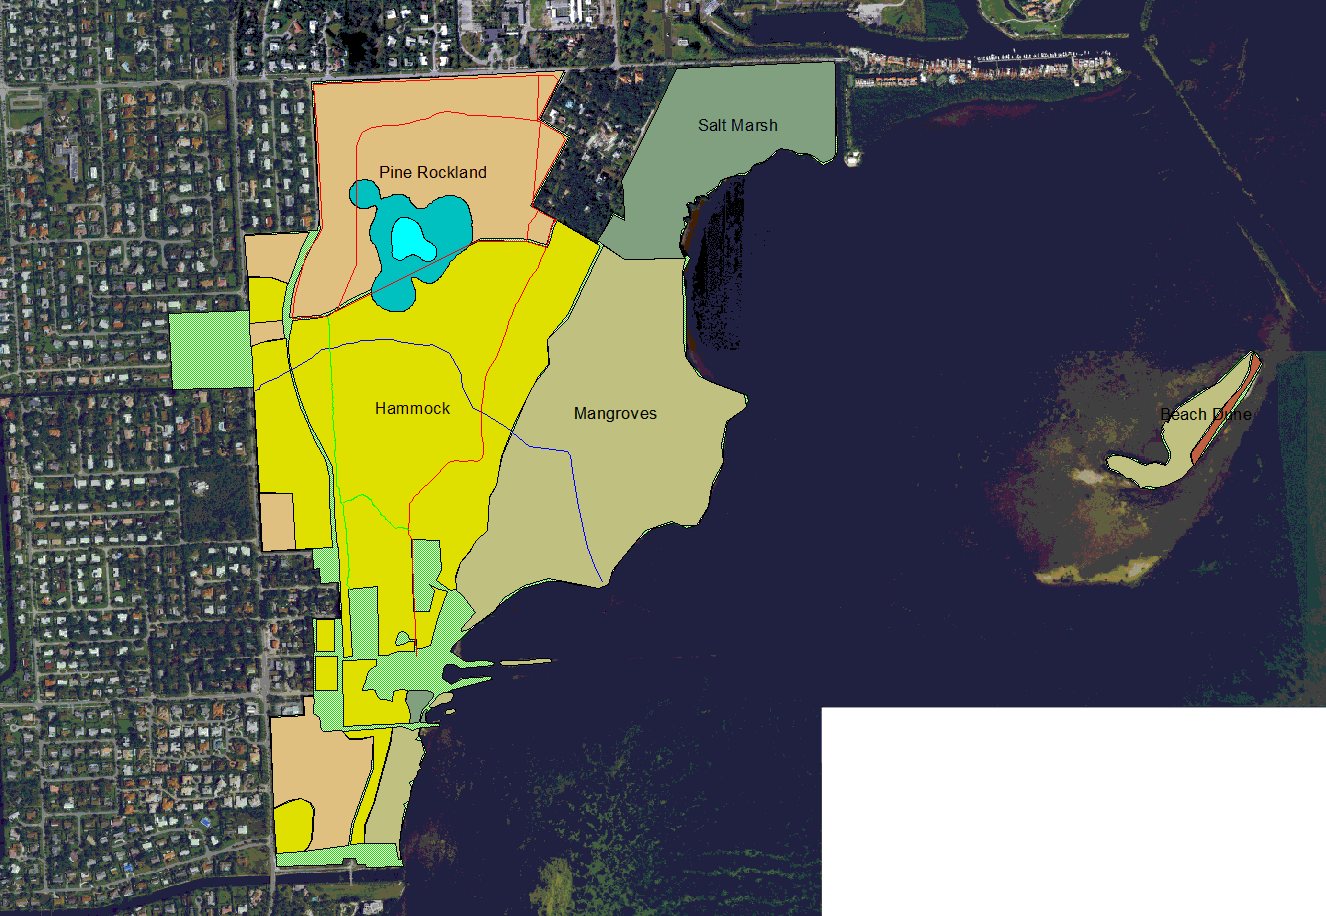 Salt Marsh
Pine Rockland
Hammock
Mangroves
Beach Dune